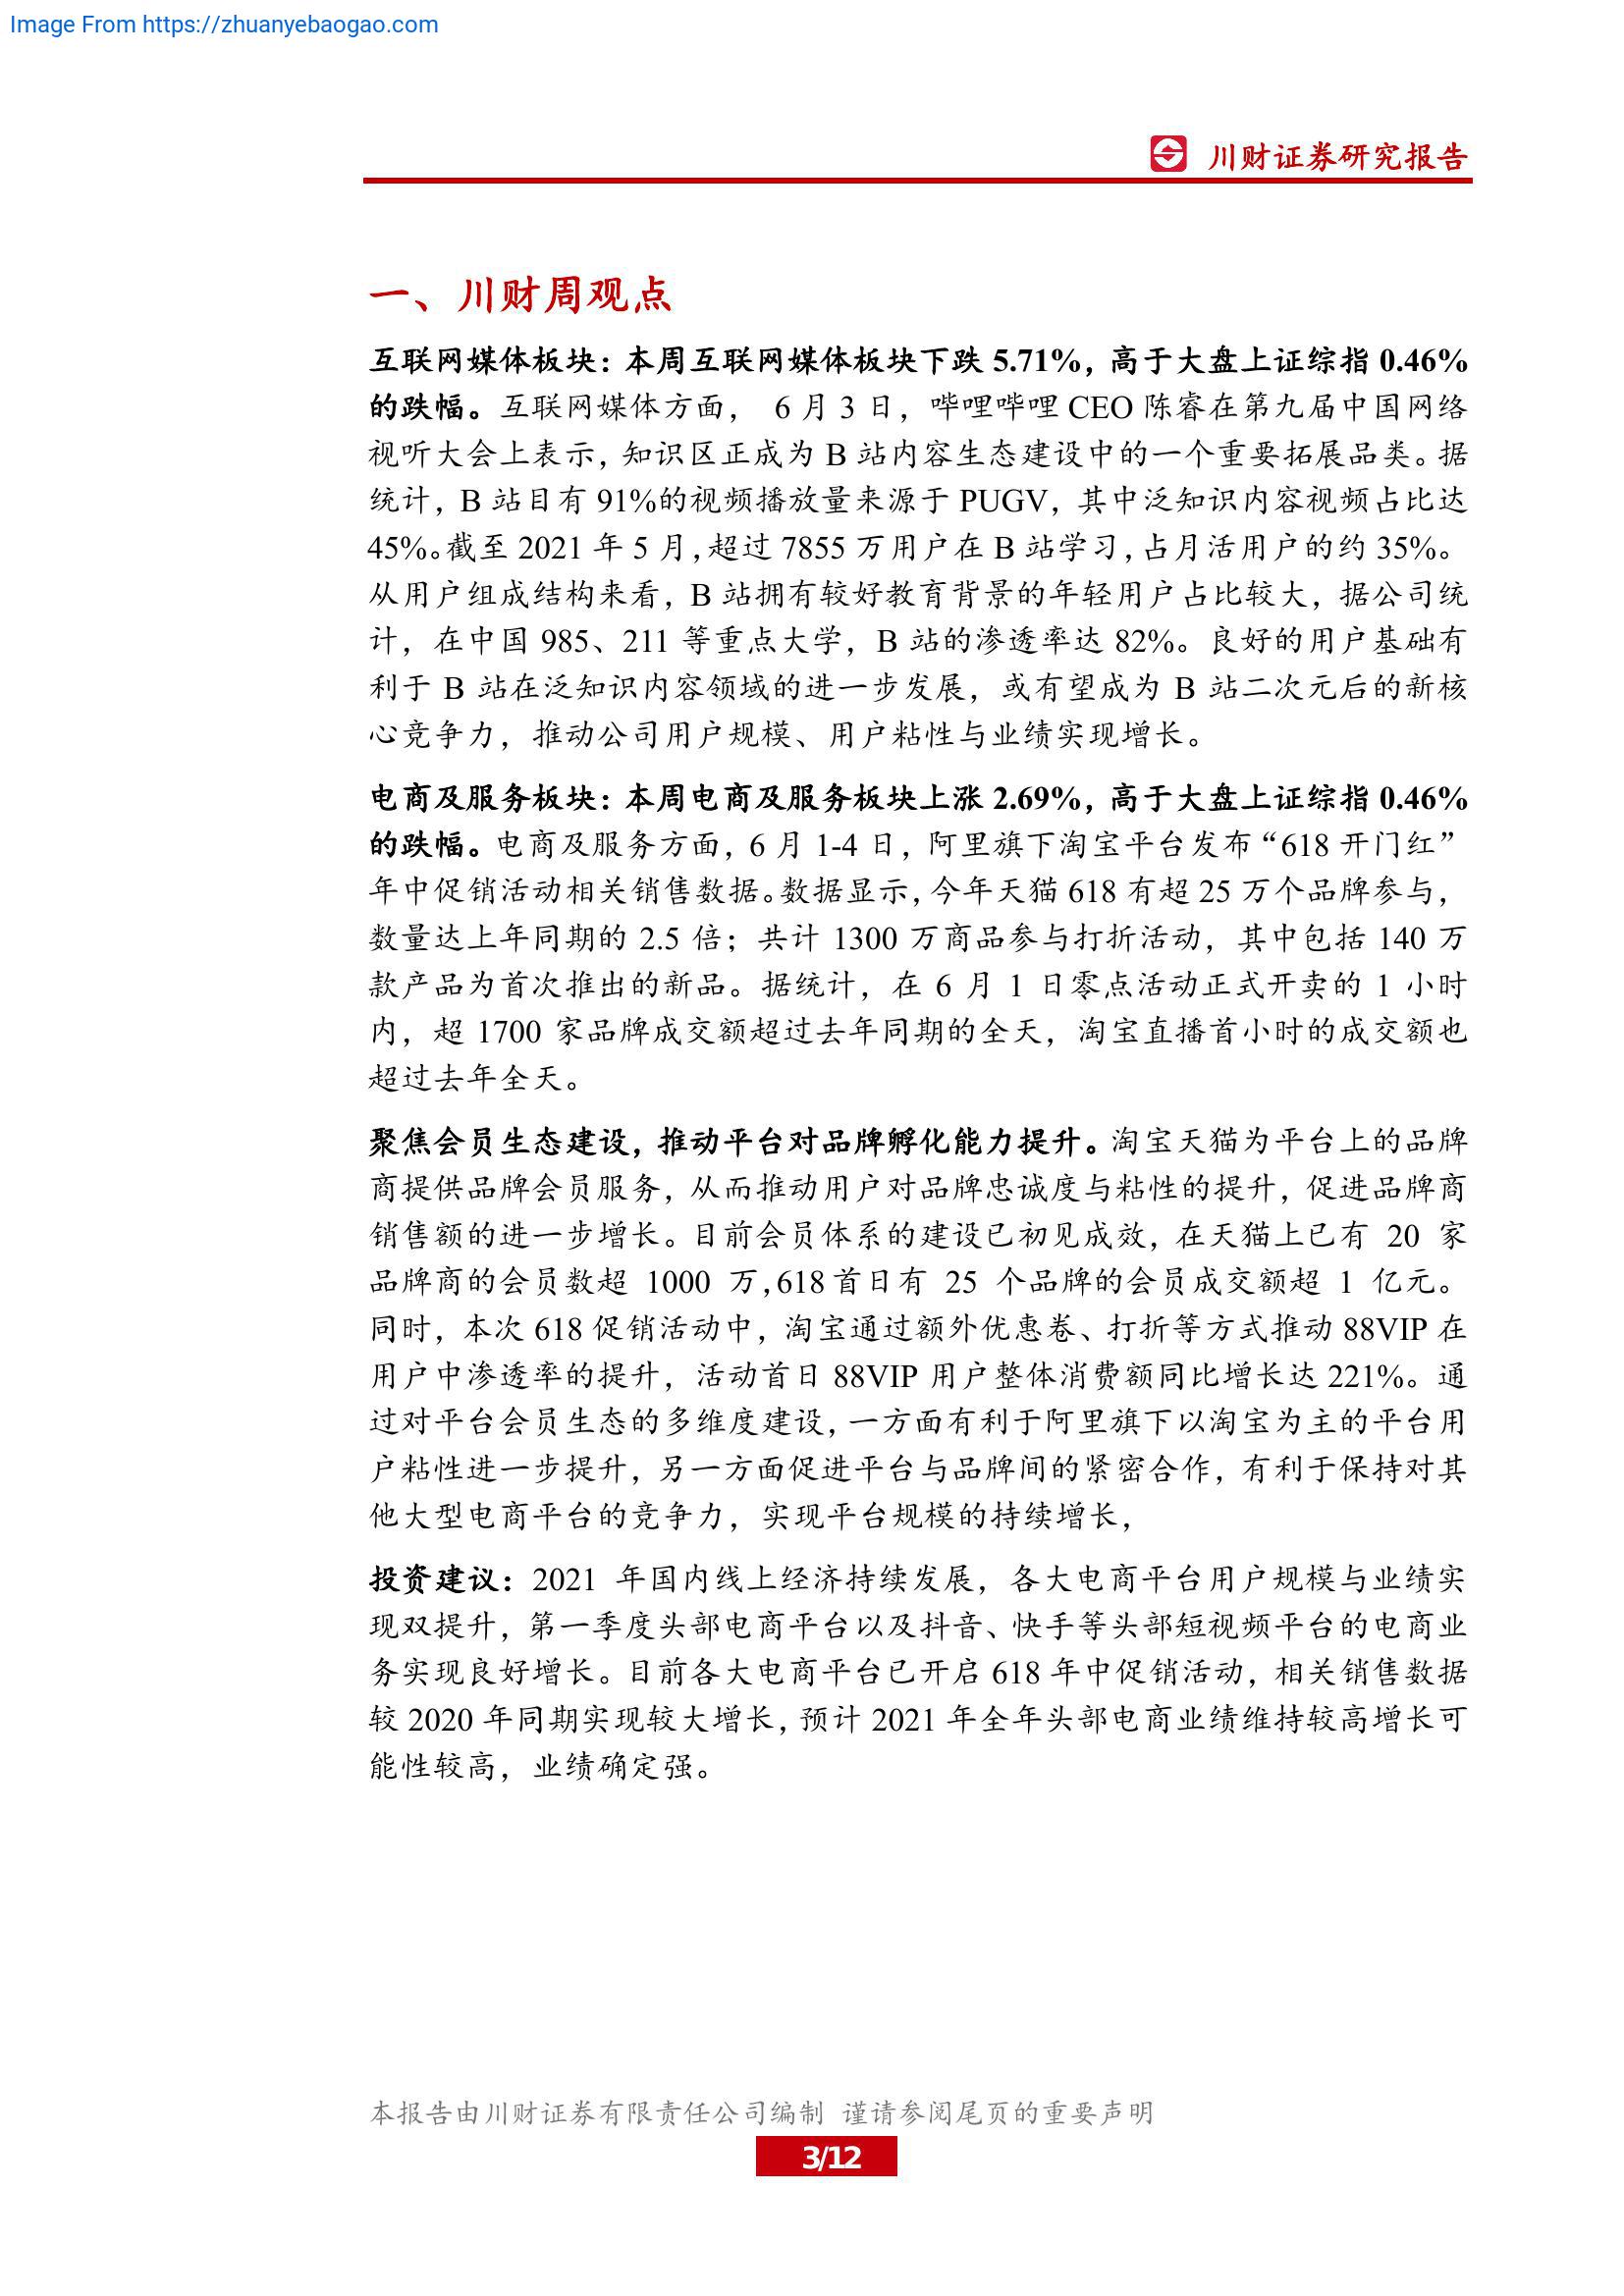 Image From https://zhuanyebaogao.com
川财证券研究报告
一、川财周观点
互联网媒体板块：本周互联网媒体板块下跌 5.71%，高于大盘上证综指 0.46%
的跌幅。互联网媒体方面， 6 月 3 日，哔哩哔哩 CEO 陈睿在第九届中国网络
视听大会上表示，知识区正成为 B 站内容生态建设中的一个重要拓展品类。据
统计，B 站目有 91%的视频播放量来源于 PUGV，其中泛知识内容视频占比达
45%。截至 2021 年 5 月，超过 7855 万用户在 B 站学习，占月活用户的约 35%。
从用户组成结构来看，B 站拥有较好教育背景的年轻用户占比较大，据公司统
计，在中国 985、211 等重点大学，B 站的渗透率达 82%。良好的用户基础有
利于 B 站在泛知识内容领域的进一步发展，或有望成为 B 站二次元后的新核
心竞争力，推动公司用户规模、用户粘性与业绩实现增长。
电商及服务板块：本周电商及服务板块上涨 2.69%，高于大盘上证综指 0.46%
的跌幅。电商及服务方面，6 月 1-4 日，阿里旗下淘宝平台发布“618 开门红”
年中促销活动相关销售数据。数据显示，今年天猫 618 有超 25 万个品牌参与，
数量达上年同期的 2.5 倍；共计 1300 万商品参与打折活动，其中包括 140 万
款产品为首次推出的新品。据统计，在 6 月 1 日零点活动正式开卖的 1 小时
内，超 1700 家品牌成交额超过去年同期的全天，淘宝直播首小时的成交额也
超过去年全天。
聚焦会员生态建设，推动平台对品牌孵化能力提升。淘宝天猫为平台上的品牌
商提供品牌会员服务，从而推动用户对品牌忠诚度与粘性的提升，促进品牌商
销售额的进一步增长。目前会员体系的建设已初见成效，在天猫上已有 20 家
品牌商的会员数超 1000 万，618 首日有 25 个品牌的会员成交额超 1 亿元。
同时，本次 618 促销活动中，淘宝通过额外优惠卷、打折等方式推动 88VIP 在
用户中渗透率的提升，活动首日 88VIP 用户整体消费额同比增长达 221%。通
过对平台会员生态的多维度建设，一方面有利于阿里旗下以淘宝为主的平台用
户粘性进一步提升，另一方面促进平台与品牌间的紧密合作，有利于保持对其
他大型电商平台的竞争力，实现平台规模的持续增长，
投资建议：2021 年国内线上经济持续发展，各大电商平台用户规模与业绩实
现双提升，第一季度头部电商平台以及抖音、快手等头部短视频平台的电商业
务实现良好增长。目前各大电商平台已开启 618 年中促销活动，相关销售数据
较 2020 年同期实现较大增长，预计 2021 年全年头部电商业绩维持较高增长可
能性较高，业绩确定强。
本报告由川财证券有限责任公司编制 谨请参阅尾页的重要声明
3/12